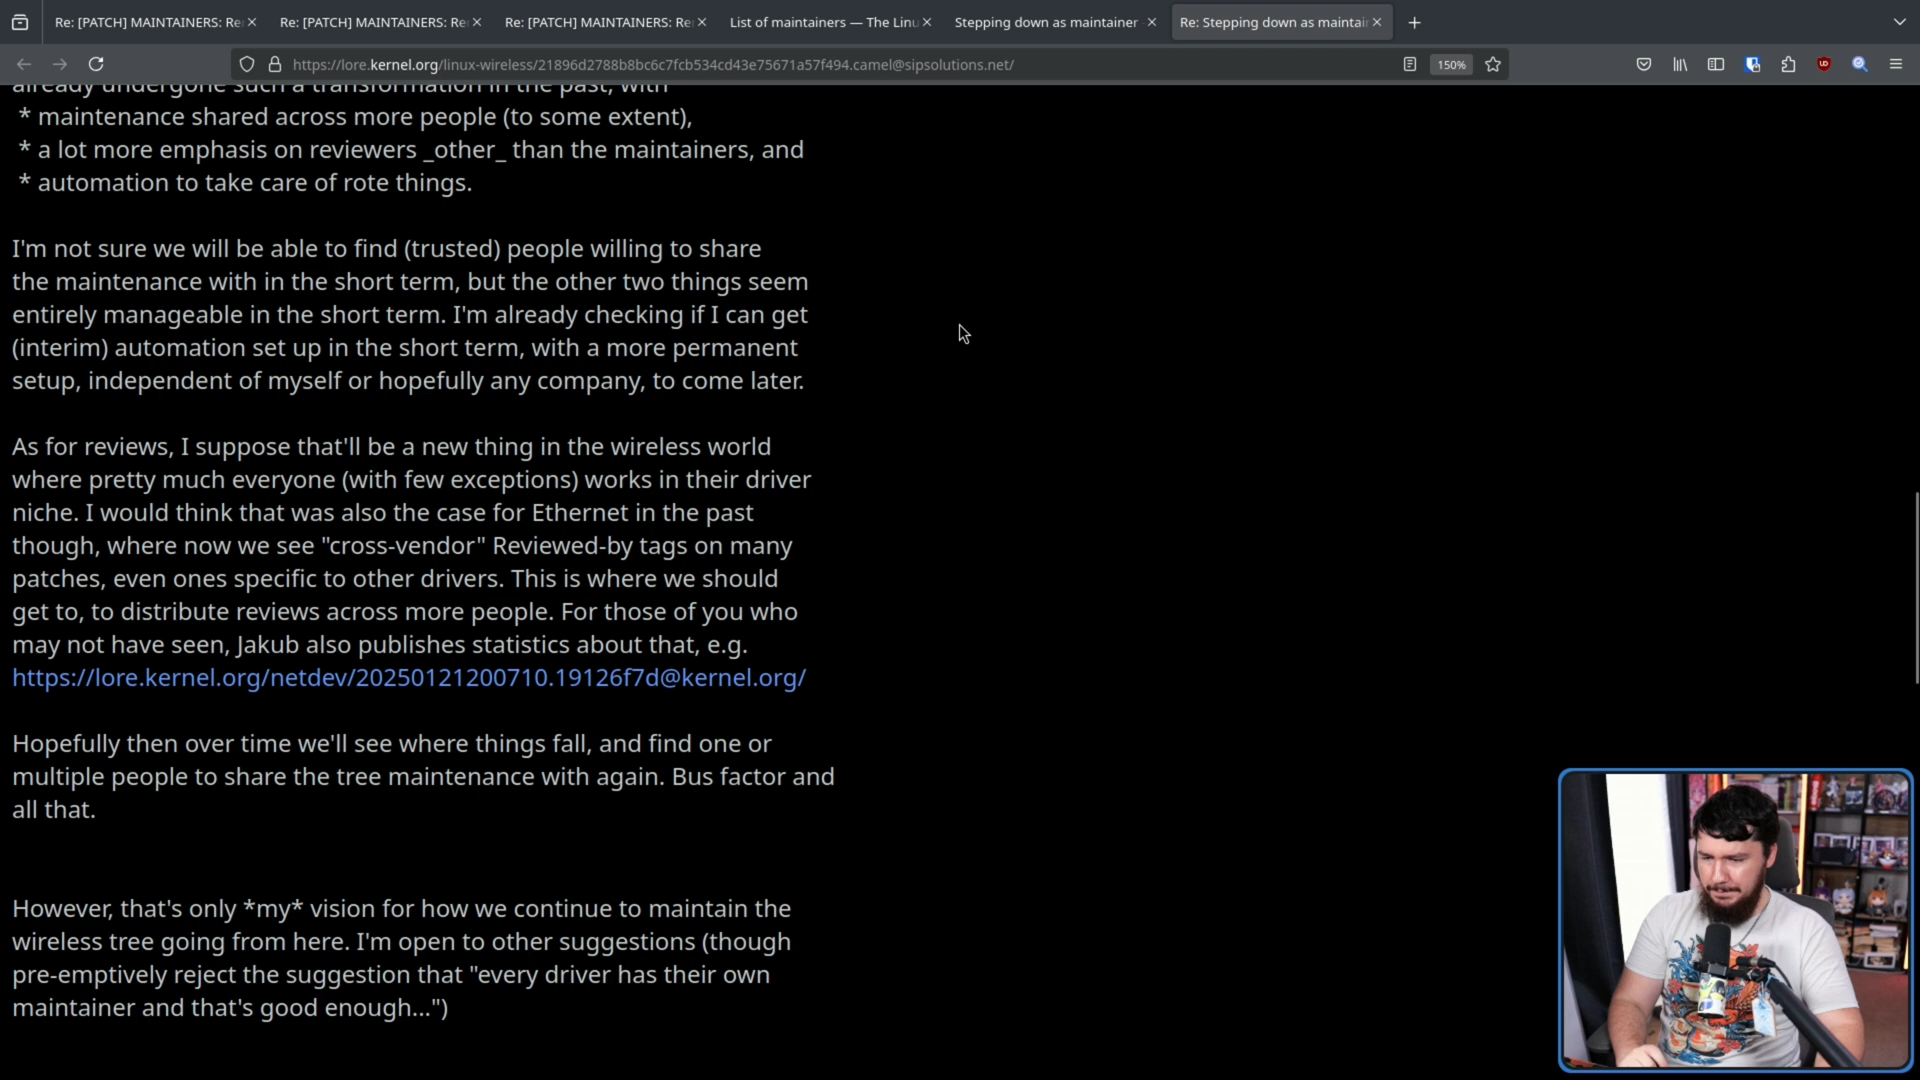 Re: [PATCH] MAINTAINERS: Re
Re: [PATCH] MAINTAINERS: Re
Re: [PATCH] MAINTAINERS: Re
List of maintainers — The Linu
Stepping down as maintainer
Re: Stepping down as maintai
https://lore.kernel.org/linux-wireless/21896d2788b8bc6c7fcb534cd43e75671a57f494.camel@sipsolutions.net/
150%
already undergone such a transformation in the past, with
* maintenance shared across more people (to some extent),
* a lot more emphasis on reviewers _other_ than the maintainers, and
* automation to take care of rote things.
I'm not sure we will be able to find (trusted) people willing to share
the maintenance with in the short term, but the other two things seem
entirely manageable in the short term. I'm already checking if I can get
(interim) automation set up in the short term, with a more permanent
setup, independent of myself or hopefully any company, to come later.
As for reviews, I suppose that'll be a new thing in the wireless world
where pretty much everyone (with few exceptions) works in their driver
niche. I would think that was also the case for Ethernet in the past
though, where now we see "cross-vendor" Reviewed-by tags on many
patches, even ones specific to other drivers. This is where we should
get to, to distribute reviews across more people. For those of you who
may not have seen, Jakub also publishes statistics about that, e.g.
https://lore.kernel.org/netdev/20250121200710.19126f7d@kernel.org/
Hopefully then over time we'll see where things fall, and find one or
multiple people to share the tree maintenance with again. Bus factor and
all that.
However, that's only *my* vision for how we continue to maintain the
wireless tree going from here. I'm open to other suggestions (though
pre-emptively reject the suggestion that "every driver has their own
maintainer and that's good enough...")